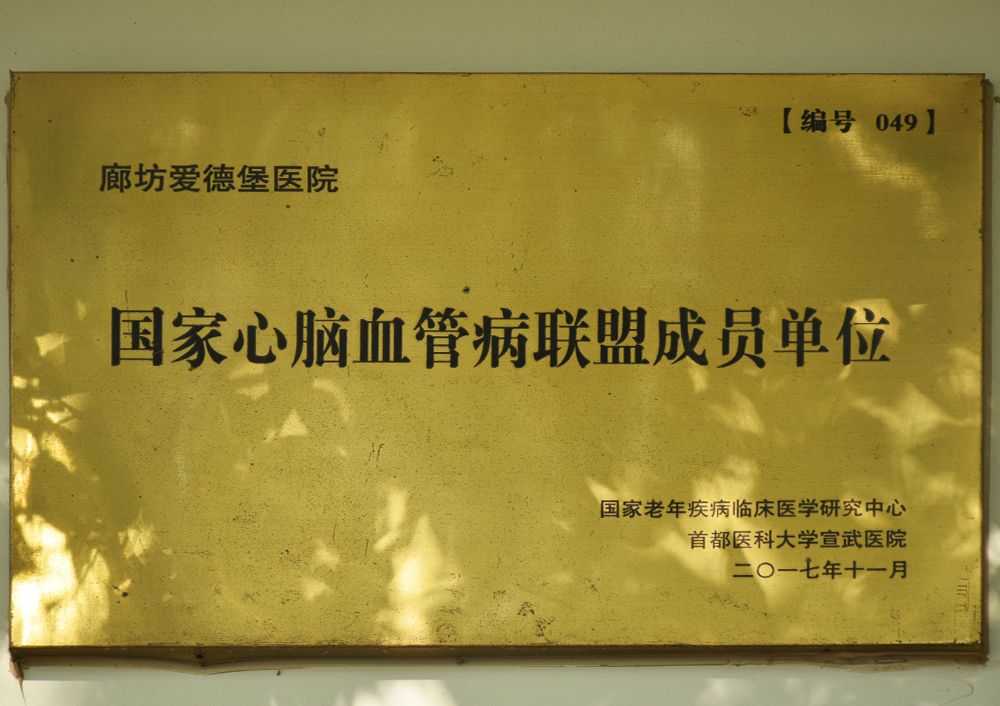 【编号 049】
廊坊爱德堡医院
国家心脑血管病联盟成员单位
国家老年疾病临床医学研究中心
首都医科大学宣武医院
二〇一七年十一月